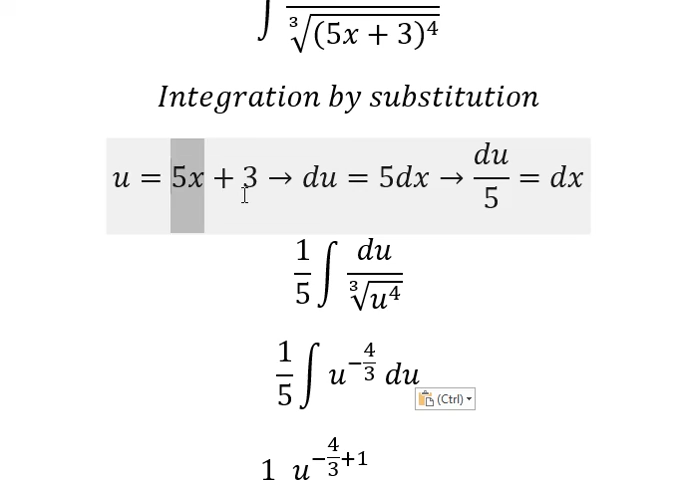 ∫ ∛(5x + 3)⁴
Integration by substitution
u = 5x + 3 → du = 5dx → du/5 = dx
1/5 ∫ du/∛u⁴
1/5 ∫ u^(-4/3) du
(Ctrl)
1 u^(-4/3+1)